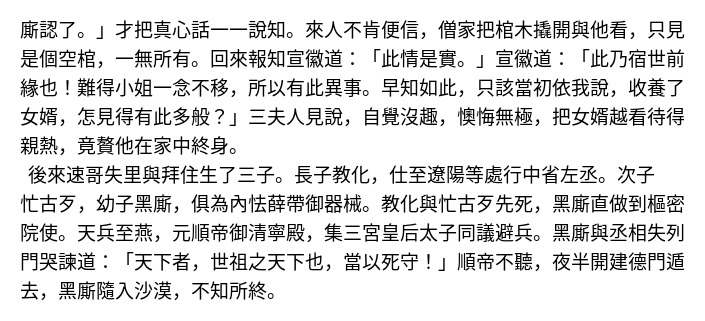 廝認了。」才把真心話一一說知。來人不肯便信，僧家把棺木撬開與他看，只見
是個空棺，一無所有。回來報知宣徽道：「此情是實。」宣徽道：「此乃宿世前
緣也！難得小姐一念不移，所以有此異事。早知如此，只該當初依我說，收養了
女婿，怎見得有此多般？」三夫人見說，自覺沒趣，懊悔無極，把女婿越看待得
親熱，竟贅他在家中終身。
後來速哥失里與拜住生了三子。長子教化，仕至遼陽等處行中省左丞。次子
忙古歹，幼子黑廝，俱為內怯薛帶御器械。教化與忙古歹先死，黑廝直做到樞密
院使。天兵至燕，元順帝御清寧殿，集三宮皇后太子同議避兵。黑廝與丞相失列
門哭諫道：「天下者，世祖之天下也，當以死守！」順帝不聽，夜半開建德門遁
去，黑廝隨入沙漠，不知所終。